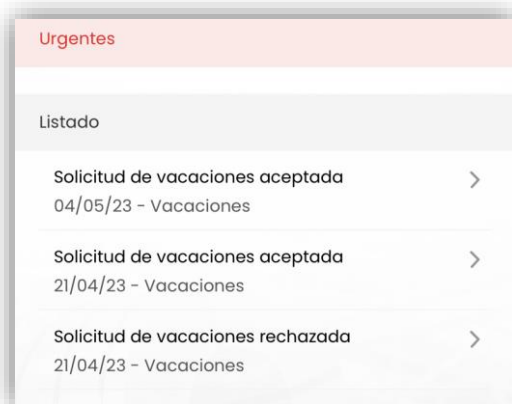 Urgentes
Listado
Solicitud de vacaciones aceptada
04/05/23 - Vacaciones
Solicitud de vacaciones aceptada
21/04/23 - Vacaciones
Solicitud de vacaciones rechazada
21/04/23 - Vacaciones